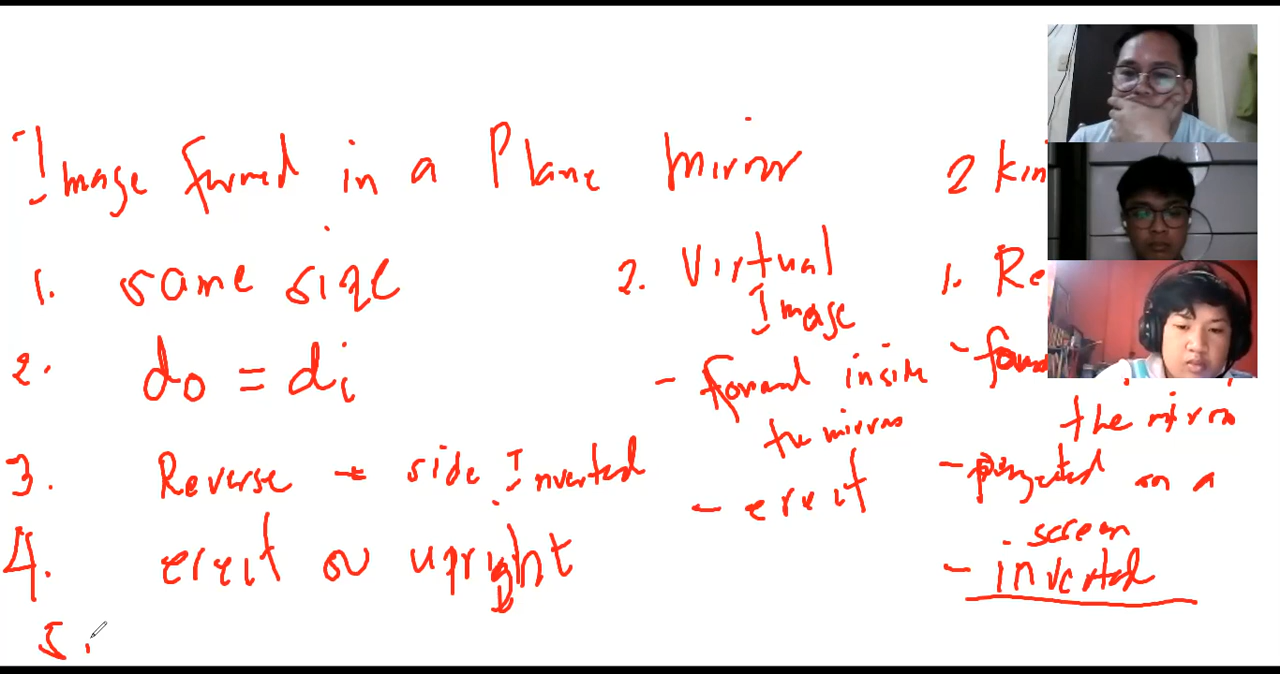 Image formed in a Plane Mirror
1. same size
2. do = di
3. Reverse → side Inverted
4. erect or upright
5.
2. Virtual
Image
- formed inside
the mirror
- erect
2 kin
1. Re
- foun
the mirror
- projected on a
screen
- inverted